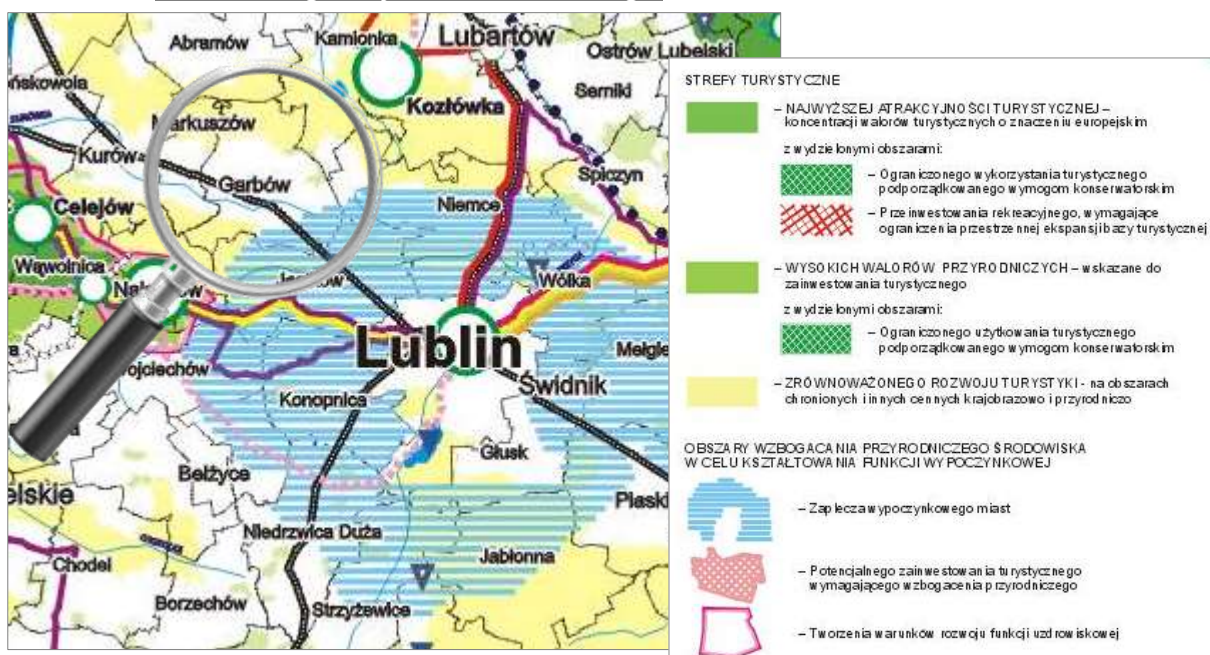 Abramów
Kamionka
Lubartów
Ostrów Lubelski
ońskowola
Kozłówka
Serniki
Markuszów
Kurów
Garbów
Spiczyn
Celejów
Niemce
Wąwolnica
Wólka
Lublin
Mełgie
Wojciechów
Świdnik
Konopnica
Głusk
Bełżyce
elskie
Piaski
Niedrzwica Duża
Jabłonna
Chodel
Borzechów
Strzyżewice
STREFY TURYSTYCZNE
– NAJWYŻSZEJ ATRAKCYJNOŚCI TURYSTYCZNEJ –
koncentracji walorów turystycznych o znaczeniu europejskim
z wydzielonymi obszarami:
– Ograniczonego wykorzystania turystycznego
podporządkowanego wymogom konserwatorskim
– Przeinwestowania rekreacyjnego, wymagające
ograniczenia przestrzennej ekspansji bazy turystycznej
– WYSOKICH WALORÓW PRZYRODNICZYCH – wskazane do
zainwestowania turystycznego
z wydzielonymi obszarami:
– Ograniczonego użytkowania turystycznego
podporządkowanego wymogom konserwatorskim
– ZRÓWNOWAŻONEGO ROZWOJU TURYSTYKI - na obszarach
chronionych i innych cennych krajobrazowo i przyrodniczo
OBSZARY WZBOGACANIA PRZYRODNICZEGO ŚRODOWISKA
W CELU KSZTAŁTOWANIA FUNKCJI WYPOCZYNKOWEJ
– Zaplecza wypoczynkowego miast
– Potencjalnego zainwestowania turystycznego
wymagającego wzbogacenia przyrodniczego
– Tworzenia warunków rozwoju funkcji uzdrowiskowej